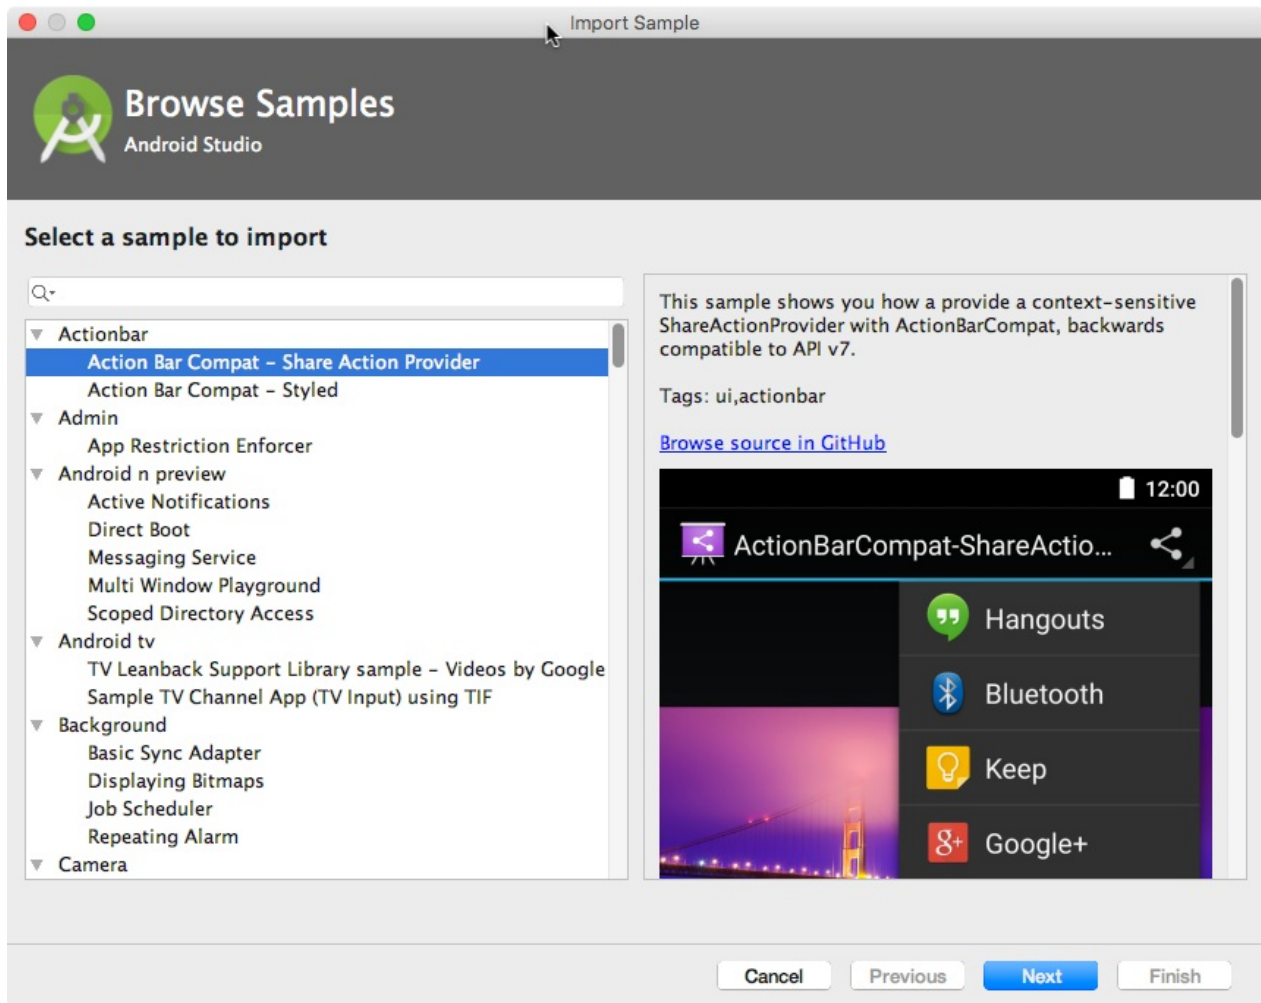 Import Sample
Browse Samples
Android Studio
Select a sample to import
Actionbar
Action Bar Compat – Share Action Provider
Action Bar Compat – Styled
Admin
App Restriction Enforcer
Android n preview
Active Notifications
Direct Boot
Messaging Service
Multi Window Playground
Scoped Directory Access
Android tv
TV Leanback Support Library sample – Videos by Google
Sample TV Channel App (TV Input) using TIF
Background
Basic Sync Adapter
Displaying Bitmaps
Job Scheduler
Repeating Alarm
Camera
This sample shows you how a provide a context-sensitive
ShareActionProvider with ActionBarCompat, backwards
compatible to API v7.
Tags: ui,actionbar
Browse source in GitHub
12:00
ActionBarCompat-ShareActio...
Hangouts
Bluetooth
Keep
8+ Google+
Cancel Previous Next Finish